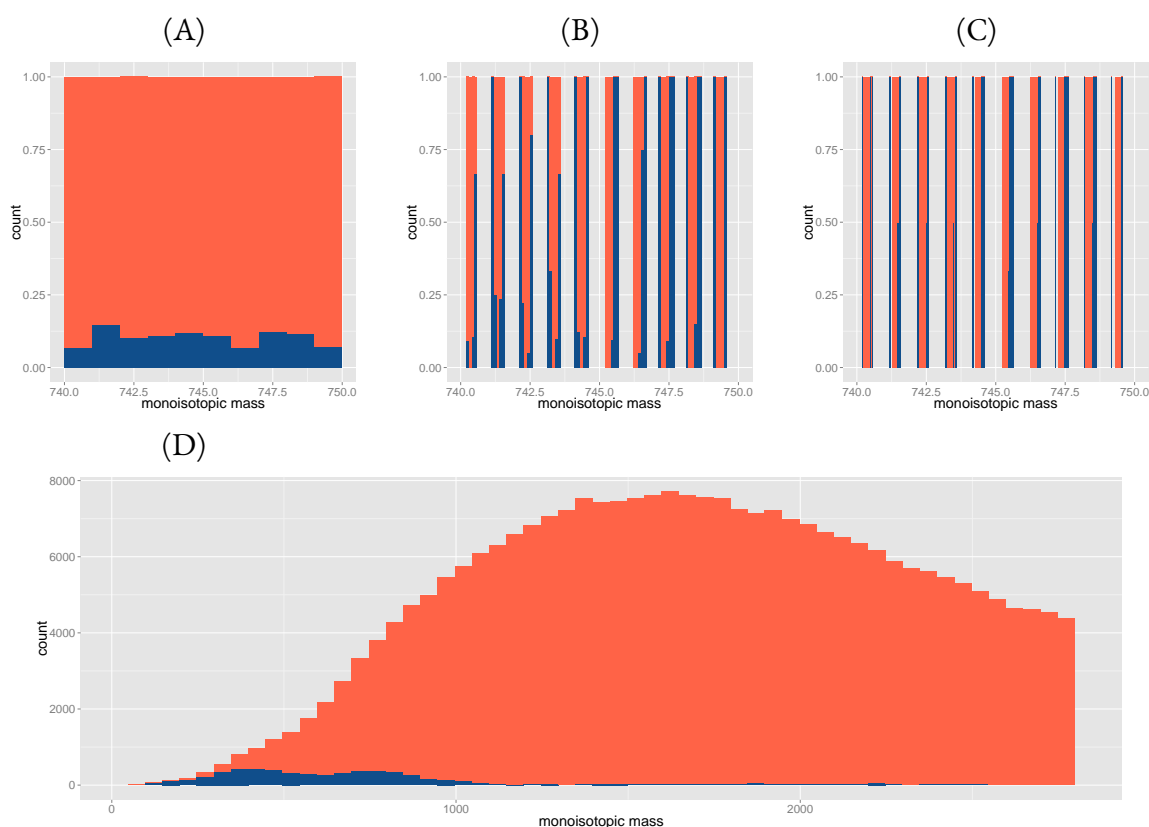 (A) (B) (C)
1.00 1.00 1.00
0.75 0.75 0.75
count count count
0.50 0.50 0.50
0.25 0.25 0.25
0.00 0.00 0.00
740.0 742.5 745.0 747.5 750.0 740.0 742.5 745.0 747.5 750.0 740.0 742.5 745.0 747.5 750.0
monoisotopic mass monoisotopic mass monoisotopic mass
(D)
8000
6000
count
4000
2000
0
0 1000 2000
monoisotopic mass